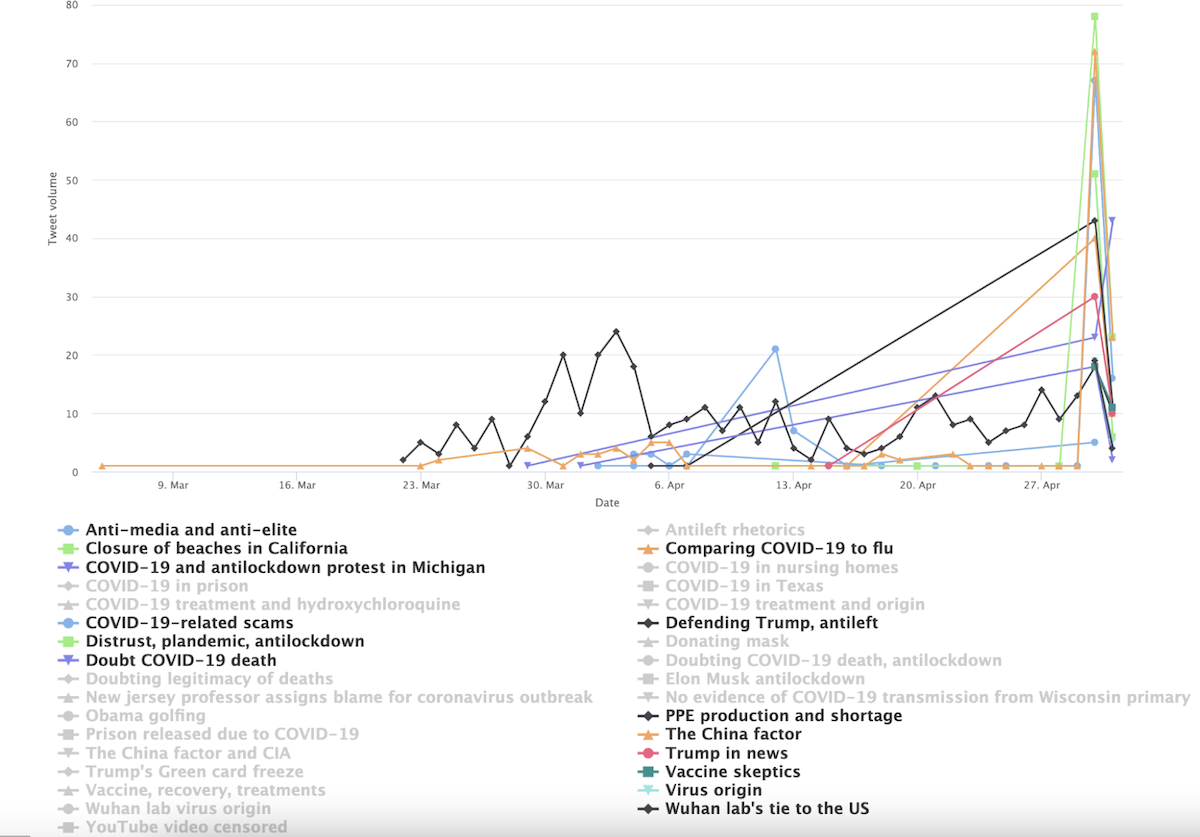 80
70
60
50
40
30
20
10
0
Tweet volume
9. Mar
16. Mar
23. Mar
30. Mar
6. Apr
13. Apr
20. Apr
27. Apr
Date
Anti-media and anti-elite
Closure of beaches in California
COVID-19 and antilockdown protest in Michigan
COVID-19 in prison
COVID-19 treatment and hydroxychloroquine
COVID-19-related scams
Distrust, plandemic, antilockdown
Doubt COVID-19 death
Doubting legitimacy of deaths
New jersey professor assigns blame for coronavirus outbreak
Obama golfing
Prison released due to COVID-19
The China factor and CIA
Trump's Green card freeze
Vaccine, recovery, treatments
Wuhan lab virus origin
YouTube video censored
Antileft rhetorics
Comparing COVID-19 to flu
COVID-19 in nursing homes
COVID-19 in Texas
COVID-19 treatment and origin
Defending Trump, antileft
Donating mask
Doubting COVID-19 death, antilockdown
Elon Musk antilockdown
No evidence of COVID-19 transmission from Wisconsin primary
PPE production and shortage
The China factor
Trump in news
Vaccine skeptics
Virus origin
Wuhan lab's tie to the US